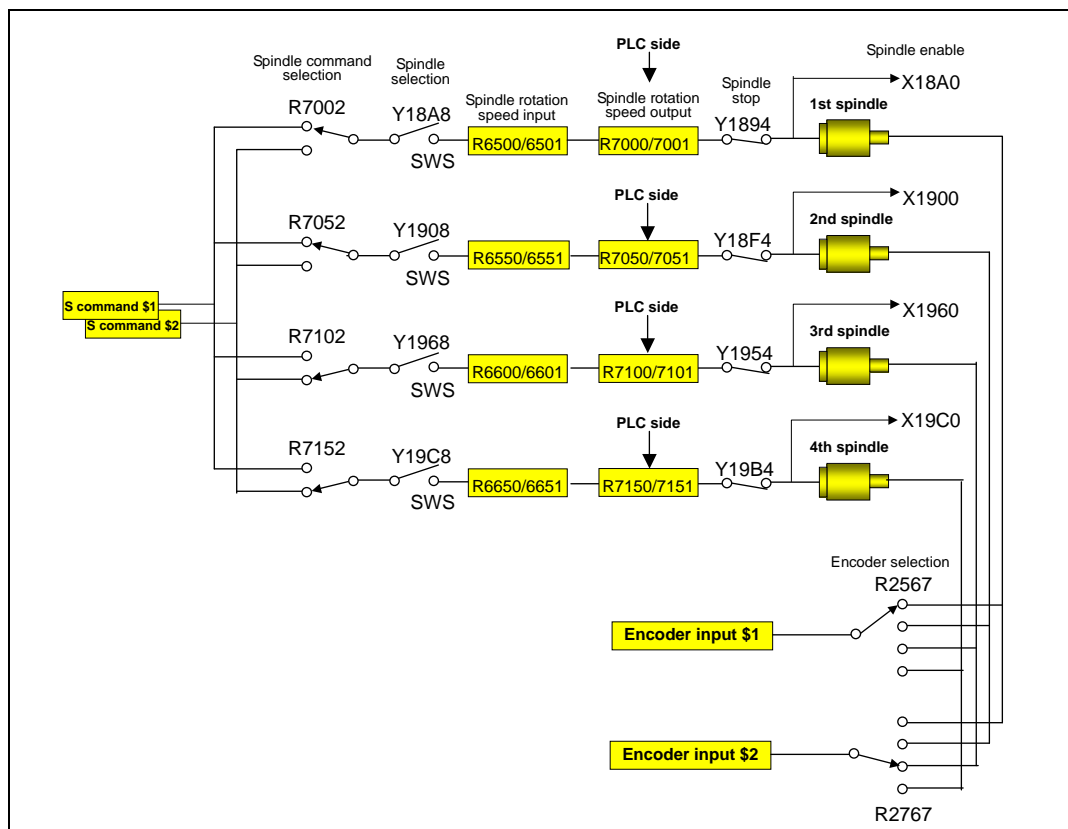 PLC side
Spindle enable
Spindle command
selection
Spindle
selection
Spindle rotation
speed input
Spindle rotation
speed output
Spindle
stop
X18A0
R7002
Y18A8
SWS
R6500/6501
R7000/7001
Y1894
1st spindle
PLC side
X1900
R7052
Y1908
SWS
R6550/6551
R7050/7051
Y18F4
2nd spindle
S command $1
S command $2
PLC side
X1960
R7102
Y1968
SWS
R6600/6601
R7100/7101
Y1954
3rd spindle
PLC side
X19C0
R7152
Y19C8
SWS
R6650/6651
R7150/7151
Y19B4
4th spindle
Encoder selection
R2567
Encoder input $1
Encoder input $2
R2767